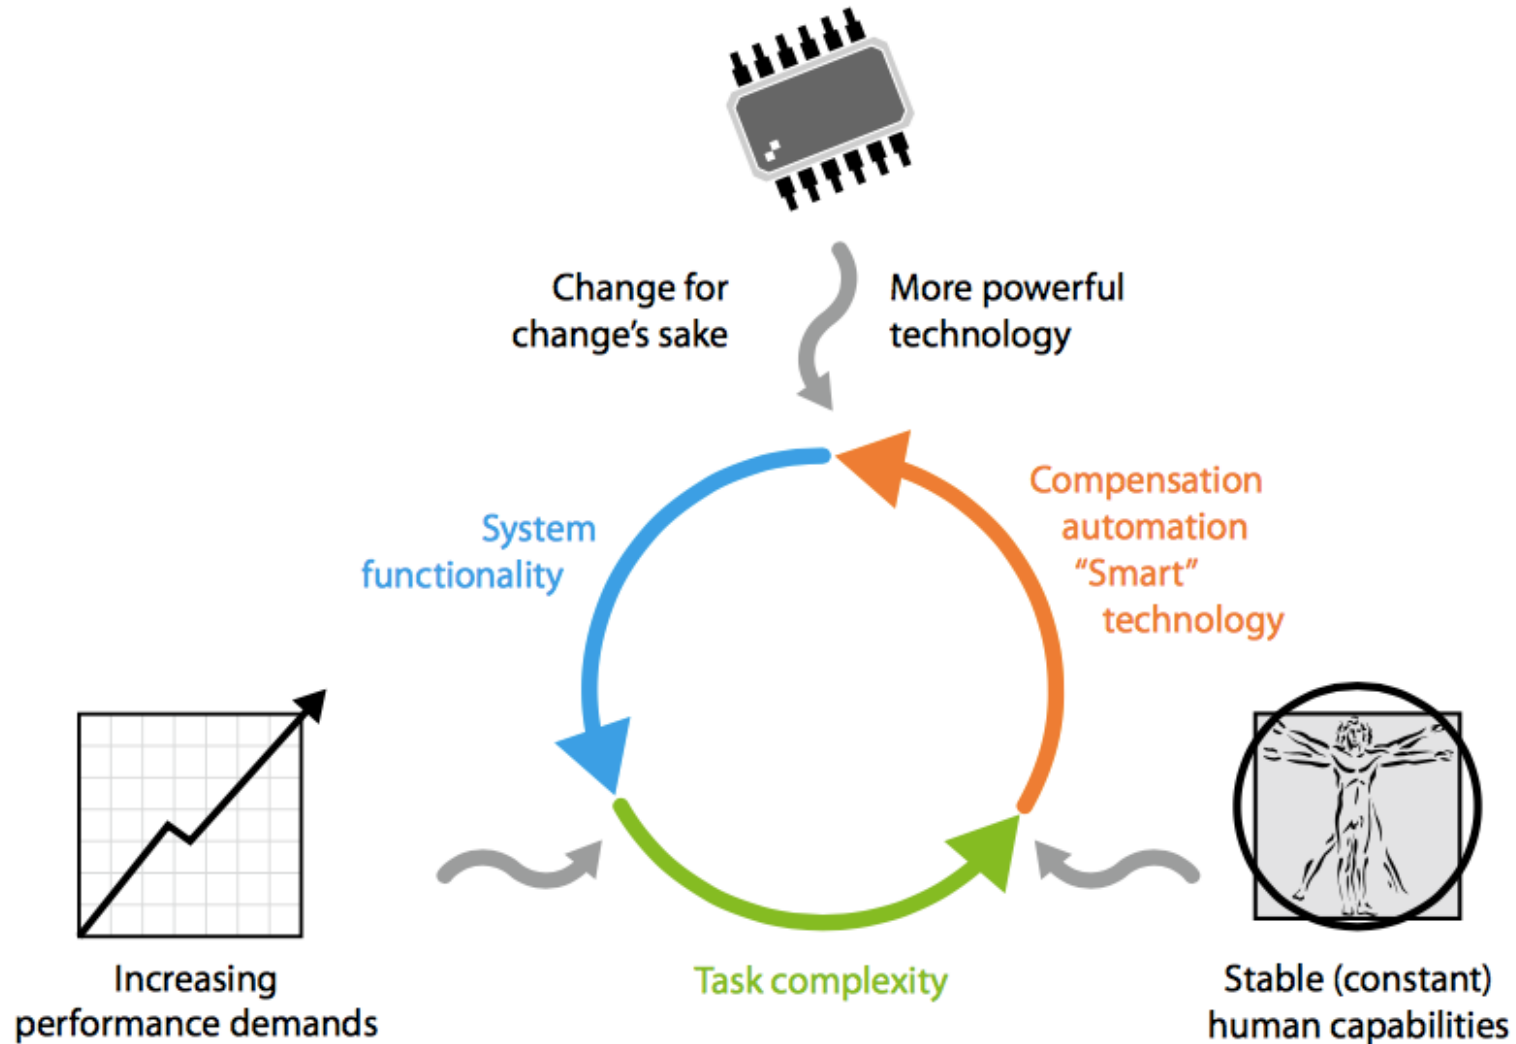 Change for
change’s sake
More powerful
technology
System
functionality
Compensation
automation
“Smart”
technology
Increasing
performance demands
Task complexity
Stable (constant)
human capabilities